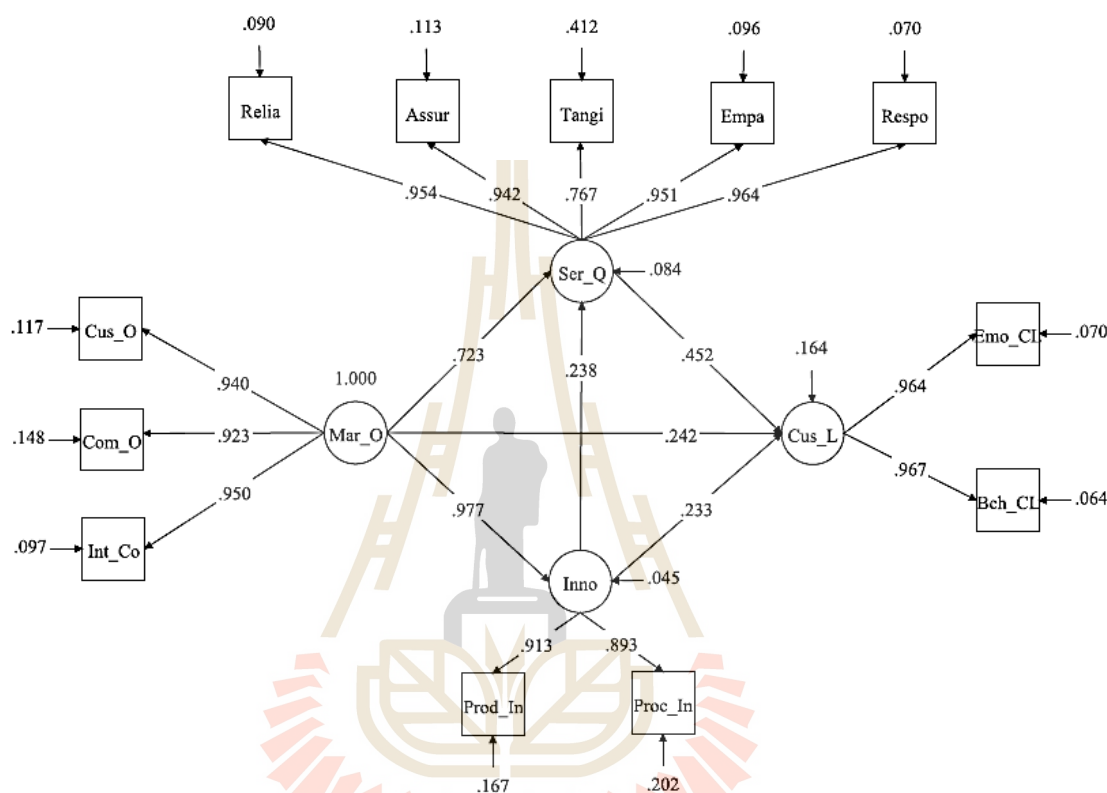 .090 .113 .412 .096 .070
Relia Assur Tangi Empa Respo
.954 .942 .767 .951 .964
Ser_Q .084
.117 Cus_O
Emo_CL .070
.723 .238 .452 .164
.940 1.000 .964
.148 Com_O .923 Mar_O .242 Cus_L
.950 .977 .233 .967
Bch_CL .064
.097 Int_Co
Inno .045
.913 .893
Prod_In Proc_In
.167 .202